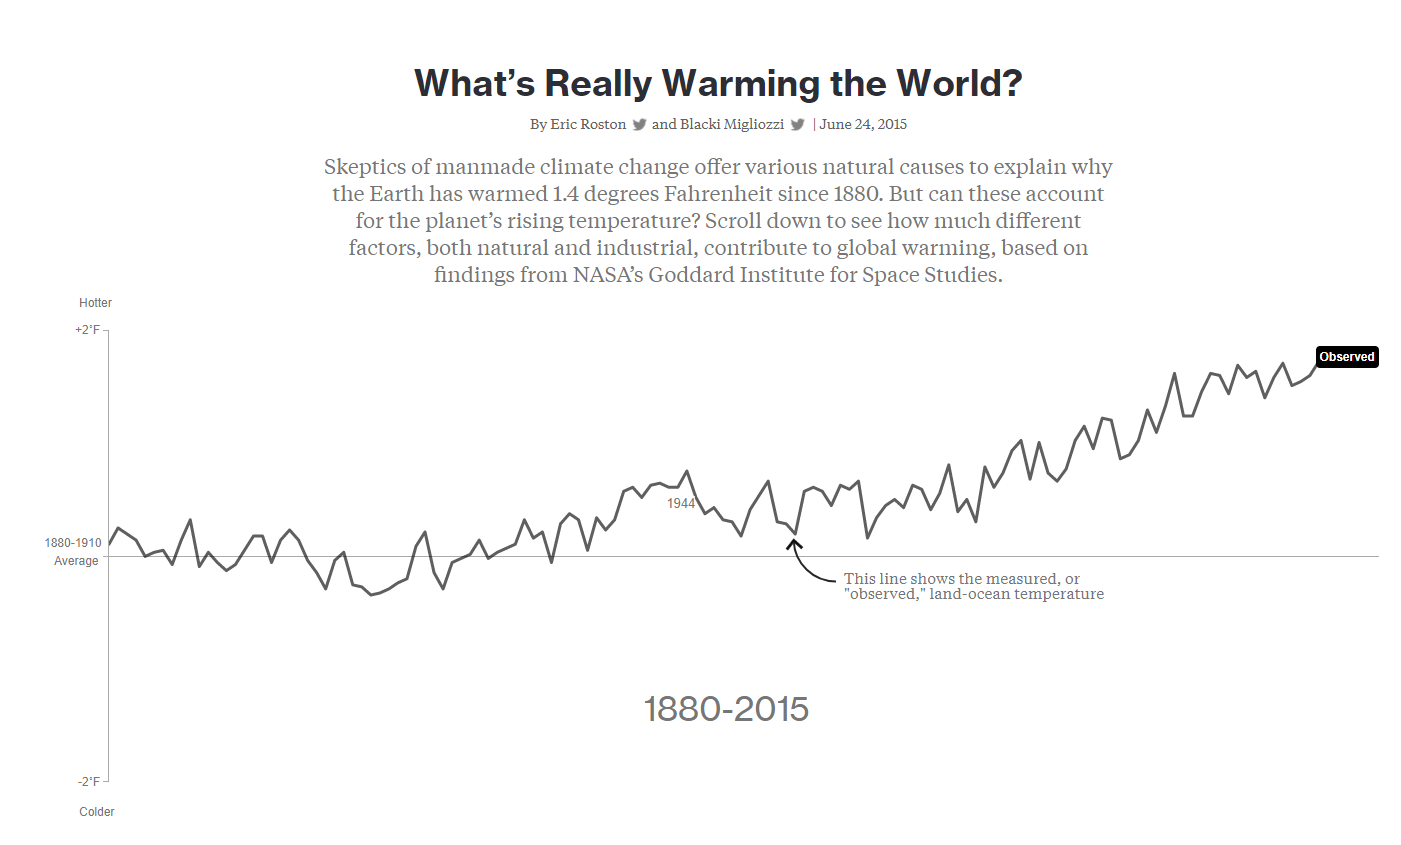 What’s Really Warming the World?
By Eric Roston and Blacki Migliozzi | June 24, 2015
Skeptics of manmade climate change offer various natural causes to explain why
the Earth has warmed 1.4 degrees Fahrenheit since 1880. But can these account
for the planet’s rising temperature? Scroll down to see how much different
factors, both natural and industrial, contribute to global warming, based on
findings from NASA’s Goddard Institute for Space Studies.
Hotter
+2°F
Observed
1944
1880-1910
Average
This line shows the measured, or
"observed," land-ocean temperature
1880-2015
-2°F
Colder